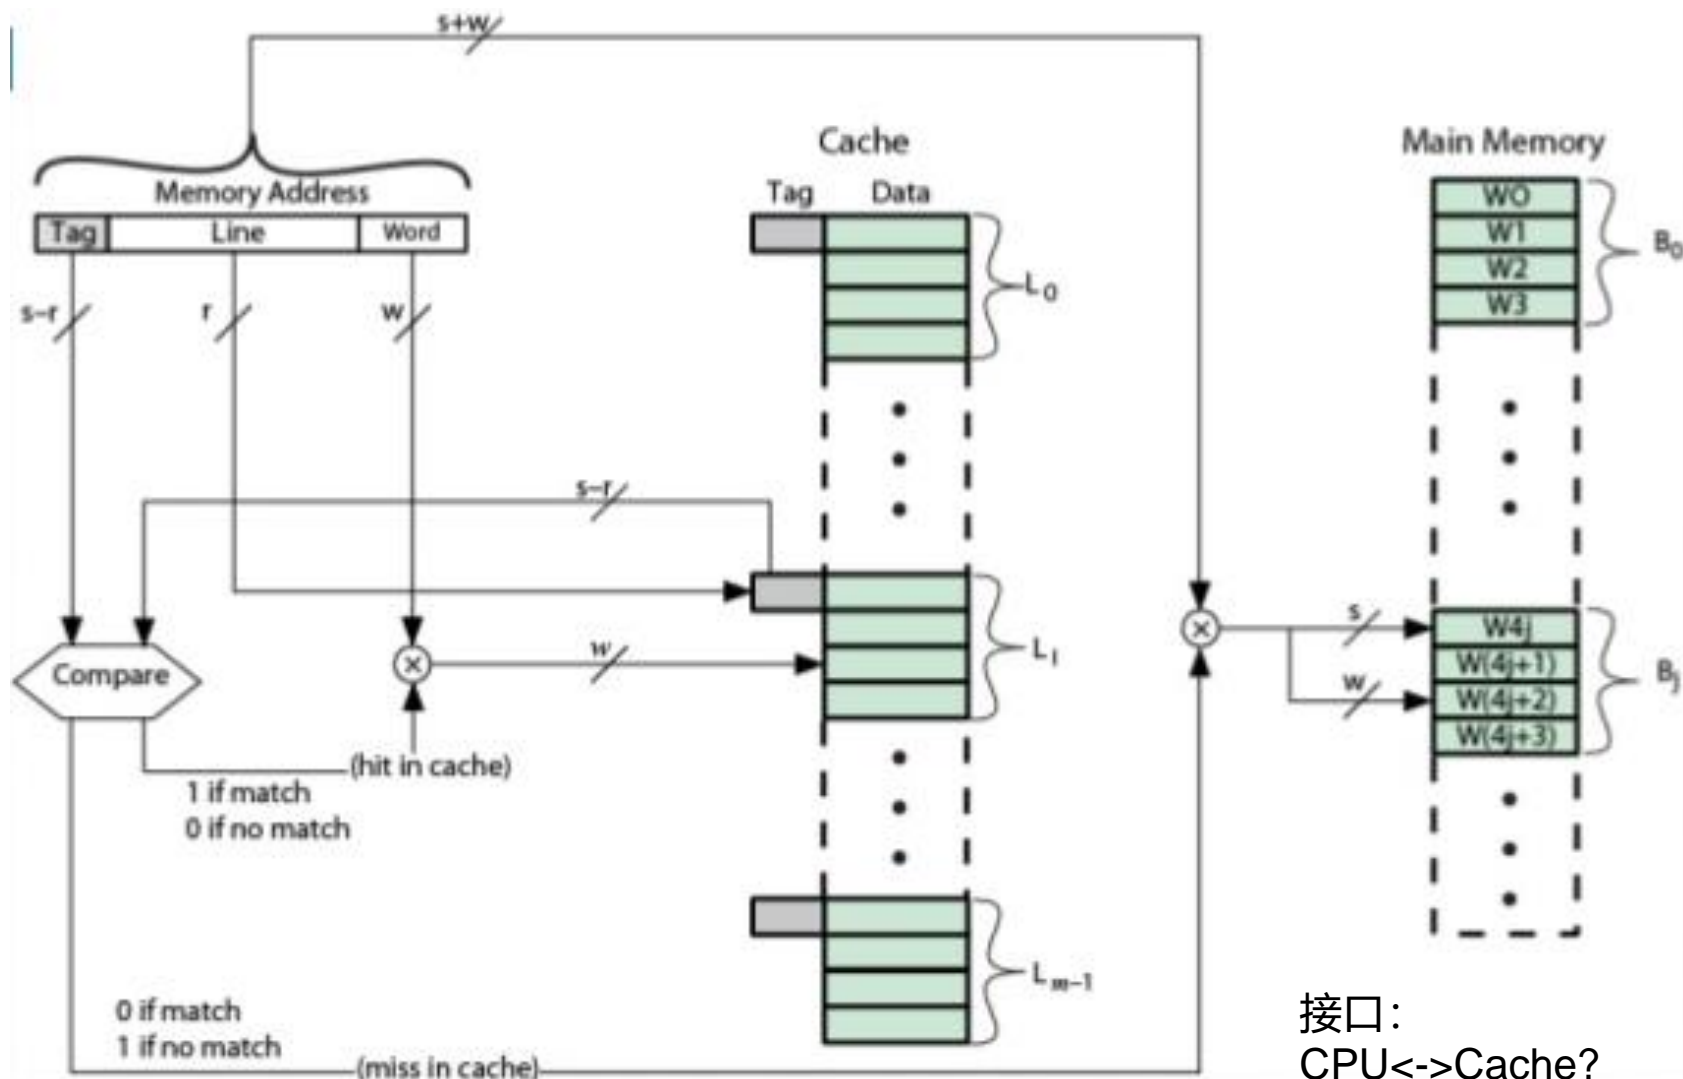 s+w
Cache
Main Memory
Memory Address
Tag Data
Tag Line Word
W0
W1
W2
W3
B0
L0
s–r
r
w
s–r
s
W4j
W(4j+1)
W(4j+2)
W(4j+3)
Bj
w
Li
w
Compare
(hit in cache)
1 if match
0 if no match
Lm–1
0 if match
1 if no match
(miss in cache)
接口：
CPU<->Cache?